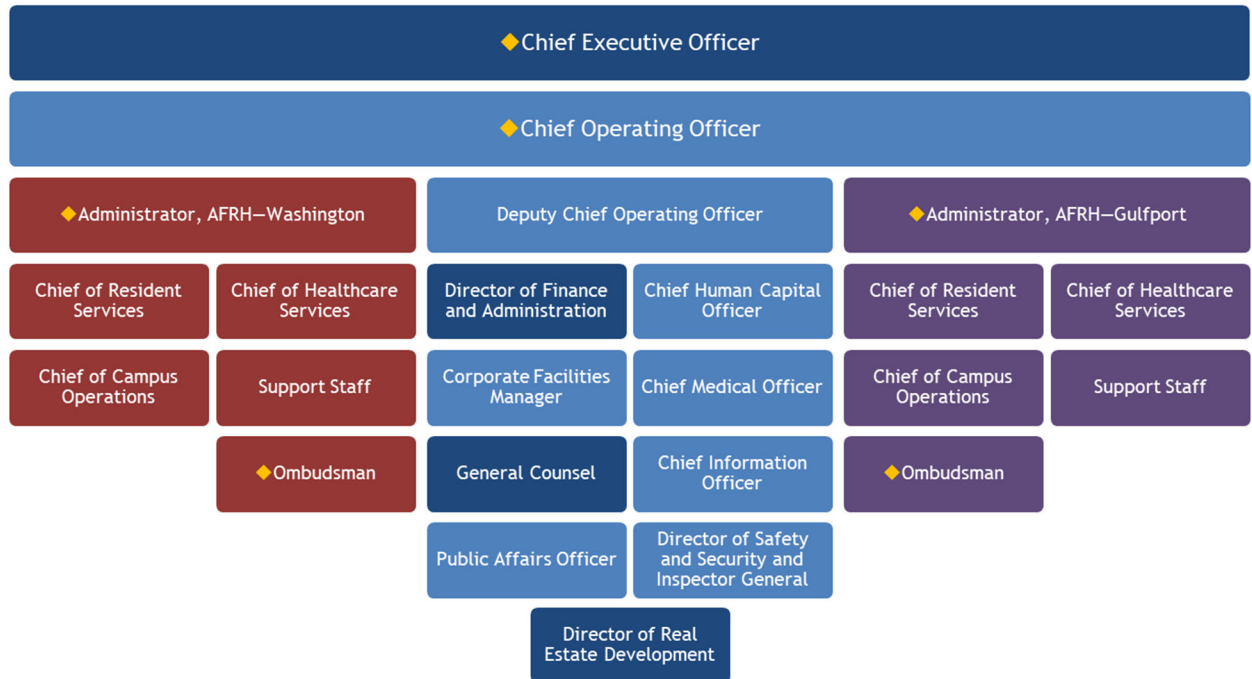 ◆Chief Executive Officer
◆Chief Operating Officer
◆Administrator, AFRH—Washington
Deputy Chief Operating Officer
◆Administrator, AFRH—Gulfport
Chief of Resident
Services
Chief of Healthcare
Services
Director of Finance
and Administration
Chief Human Capital
Officer
Chief of Resident
Services
Chief of Healthcare
Services
Chief of Campus
Operations
Support Staff
Corporate Facilities
Manager
Chief Medical Officer
Chief of Campus
Operations
Support Staff
◆Ombudsman
General Counsel
Chief Information
Officer
◆Ombudsman
Public Affairs Officer
Director of Safety
and Security and
Inspector General
Director of Real
Estate Development